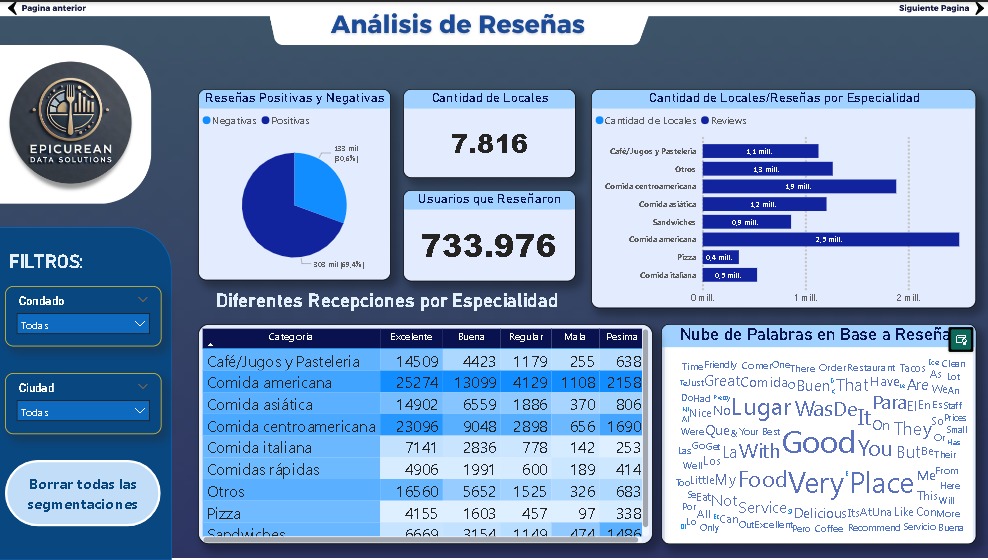 Pagina anterior
Siguiente Pagina
Análisis de Reseñas
EPICUREAN
DATA SOLUTIONS
FILTROS:
Condado
Todas
Ciudad
Todas
Borrar todas las
segmentaciones
Reseñas Positivas y Negativas
Negativas Positivas
133 mil
(30,6%)
303 mil (69,4%)
Cantidad de Locales
7.816
Usuarios que Reseñaron
733.976
Cantidad de Locales/Reseñas por Especialidad
Cantidad de Locales Reviews
Café/Jugos y Pasteleria 1,1 mill.
Otros 1,3 mill.
Comida centroamericana 1,9 mill.
Comida asiática 1,2 mill.
Sandwiches 0,9 mill.
Comida americana 2,5 mill.
Pizza 0,4 mill.
Comida italiana 0,5 mill.
0 mill. 1 mill. 2 mill.
Diferentes Recepciones por Especialidad
Categoria Excelente Buena Regular Mala Pesima
Café/Jugos y Pasteleria 14509 4423 1179 255 638
Comida americana 25274 13099 4129 1108 2158
Comida asiática 14902 6559 1886 370 806
Comida centroamericana 23096 9048 2898 656 1690
Comida italiana 7141 2836 778 142 253
Comidas rápidas 4906 1991 600 189 414
Otros 16560 5652 1525 326 683
Pizza 4155 1603 457 97 338
Sandwiches 6669 3154 1149 474 1486
Nube de Palabras en Base a Reseña
Time Friendly Comer One There Order Restaurant Tacos Ice Clean
Te Just Great Comida o Buen That Have Are As Lot We An
Do Had Pretty Nice No Lugar Was De It Para El En Es Staff
Were Que & Your Best On They So Prices Small
Las Go Get La With Good You But Or Has Be Their
Well Los
Too Little My Food Very Place Me From Here
Se Eat Not Service This Will
Por All Es Can Delicious Its At Una Like Con More
Lo Only Out Excellent Pero Coffee Recommend Servicio Buena